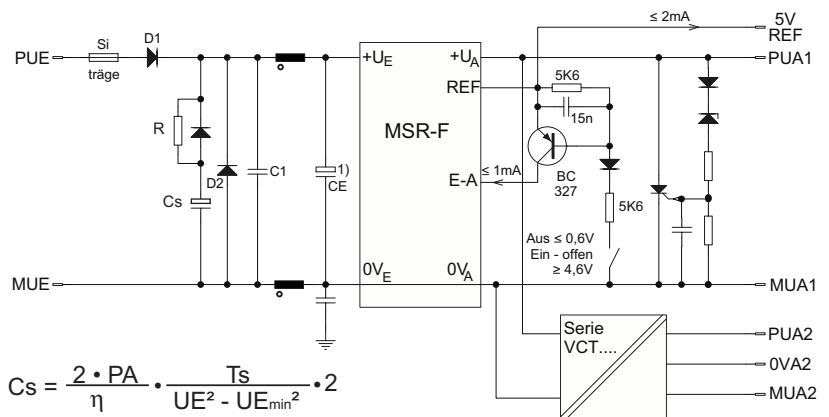 ≤ 2mA
5V
REF
PUE
Si
träge
D1
+U_E
+U_A
PUA1
REF
5K6
15n
MSR-F
R
D2
C1
1)
CE
BC
327
≤ 1mA
E-A
Cs
5K6
Aus ≤ 0,6V
Ein - offen
≥ 4,6V
MUE
0V_E
0V_A
MUA1
Serie
VCT....
PUA2
0VA2
MUA2
Cs = 2 • PA / η • Ts / UE² - UEmin² • 2